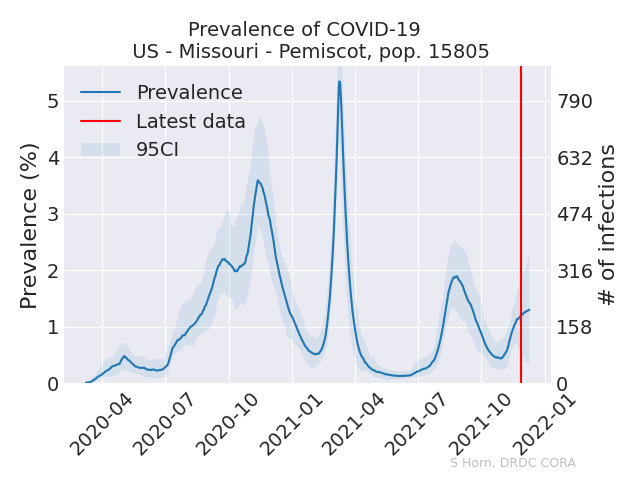 Prevalence of COVID-19
US - Missouri - Pemiscot, pop. 15805
Prevalence
Latest data
95CI
Prevalence (%)
5
4
3
2
1
0
790
632
474
316
158
0
# of infections
2020-04
2020-07
2020-10
2021-01
2021-04
2021-07
2021-10
2022-01
S Horn, DRDC CORA